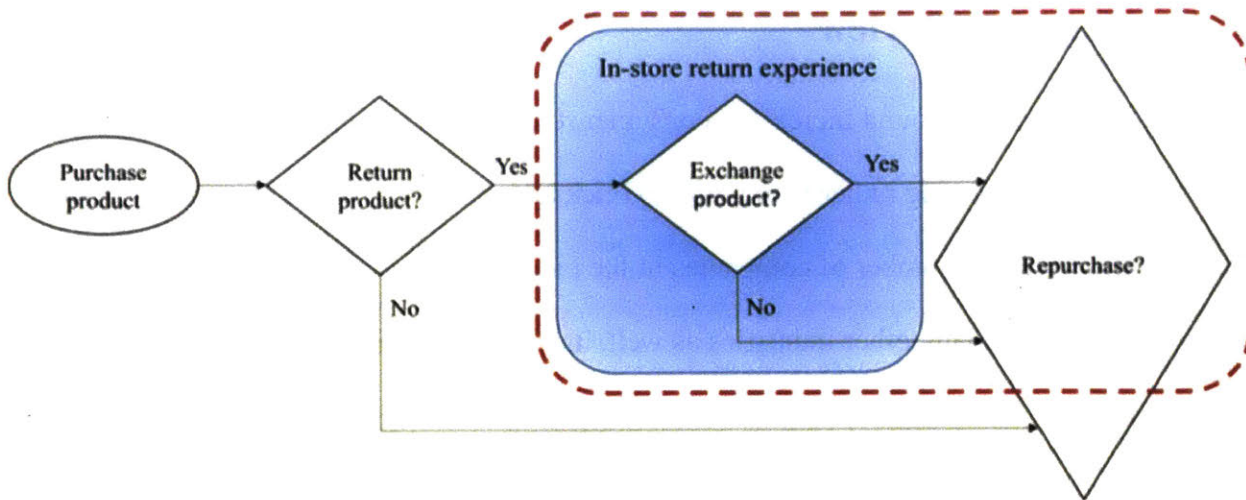 In-store return experience
Purchase
product
Return
product?
Yes
Exchange
product?
Yes
Repurchase?
No
No